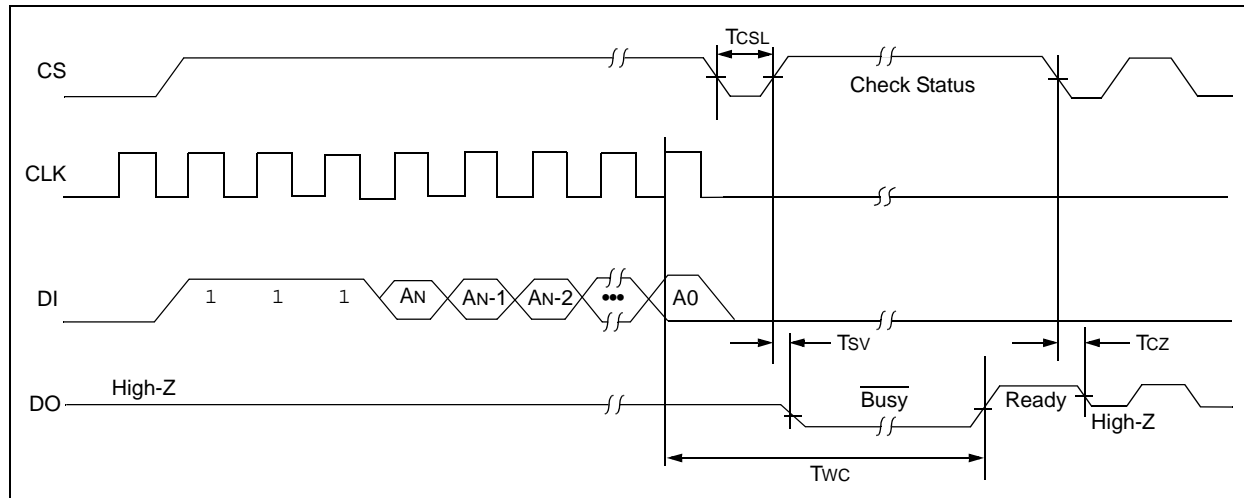 TCSL
CS
Check Status
CLK
DI
1 1 1 AN AN-1 AN-2 ••• A0
TSV
TCZ
High-Z
DO
Busy
Ready
High-Z
TWC